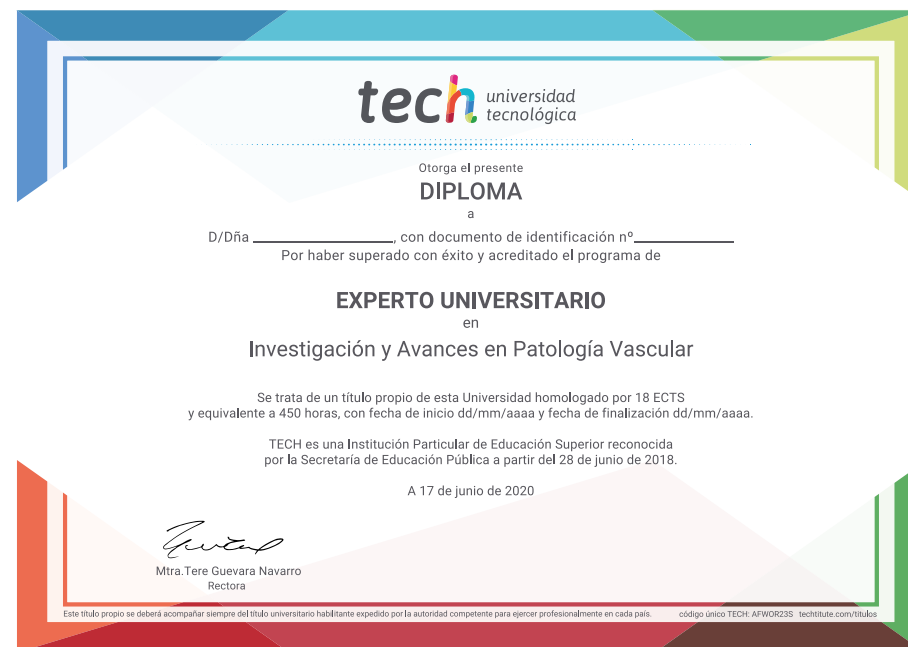 tech universidad
tecnológica
Otorga el presente
DIPLOMA
a
D/Dña ______________, con documento de identificación nº__________
Por haber superado con éxito y acreditado el programa de
EXPERTO UNIVERSITARIO
en
Investigación y Avances en Patología Vascular
Se trata de un título propio de esta Universidad homologado por 18 ECTS
y equivalente a 450 horas, con fecha de inicio dd/mm/aaaa y fecha de finalización dd/mm/aaaa.
TECH es una Institución Particular de Educación Superior reconocida
por la Secretaría de Educación Pública a partir del 28 de junio de 2018.
A 17 de junio de 2020
Mtra.Tere Guevara Navarro
Rectora
Este título propio se deberá acompañar siempre del título universitario habilitante expedido por la autoridad competente para ejercer profesionalmente en cada país. código único TECH: AFWOR23S techtitute.com/títulos